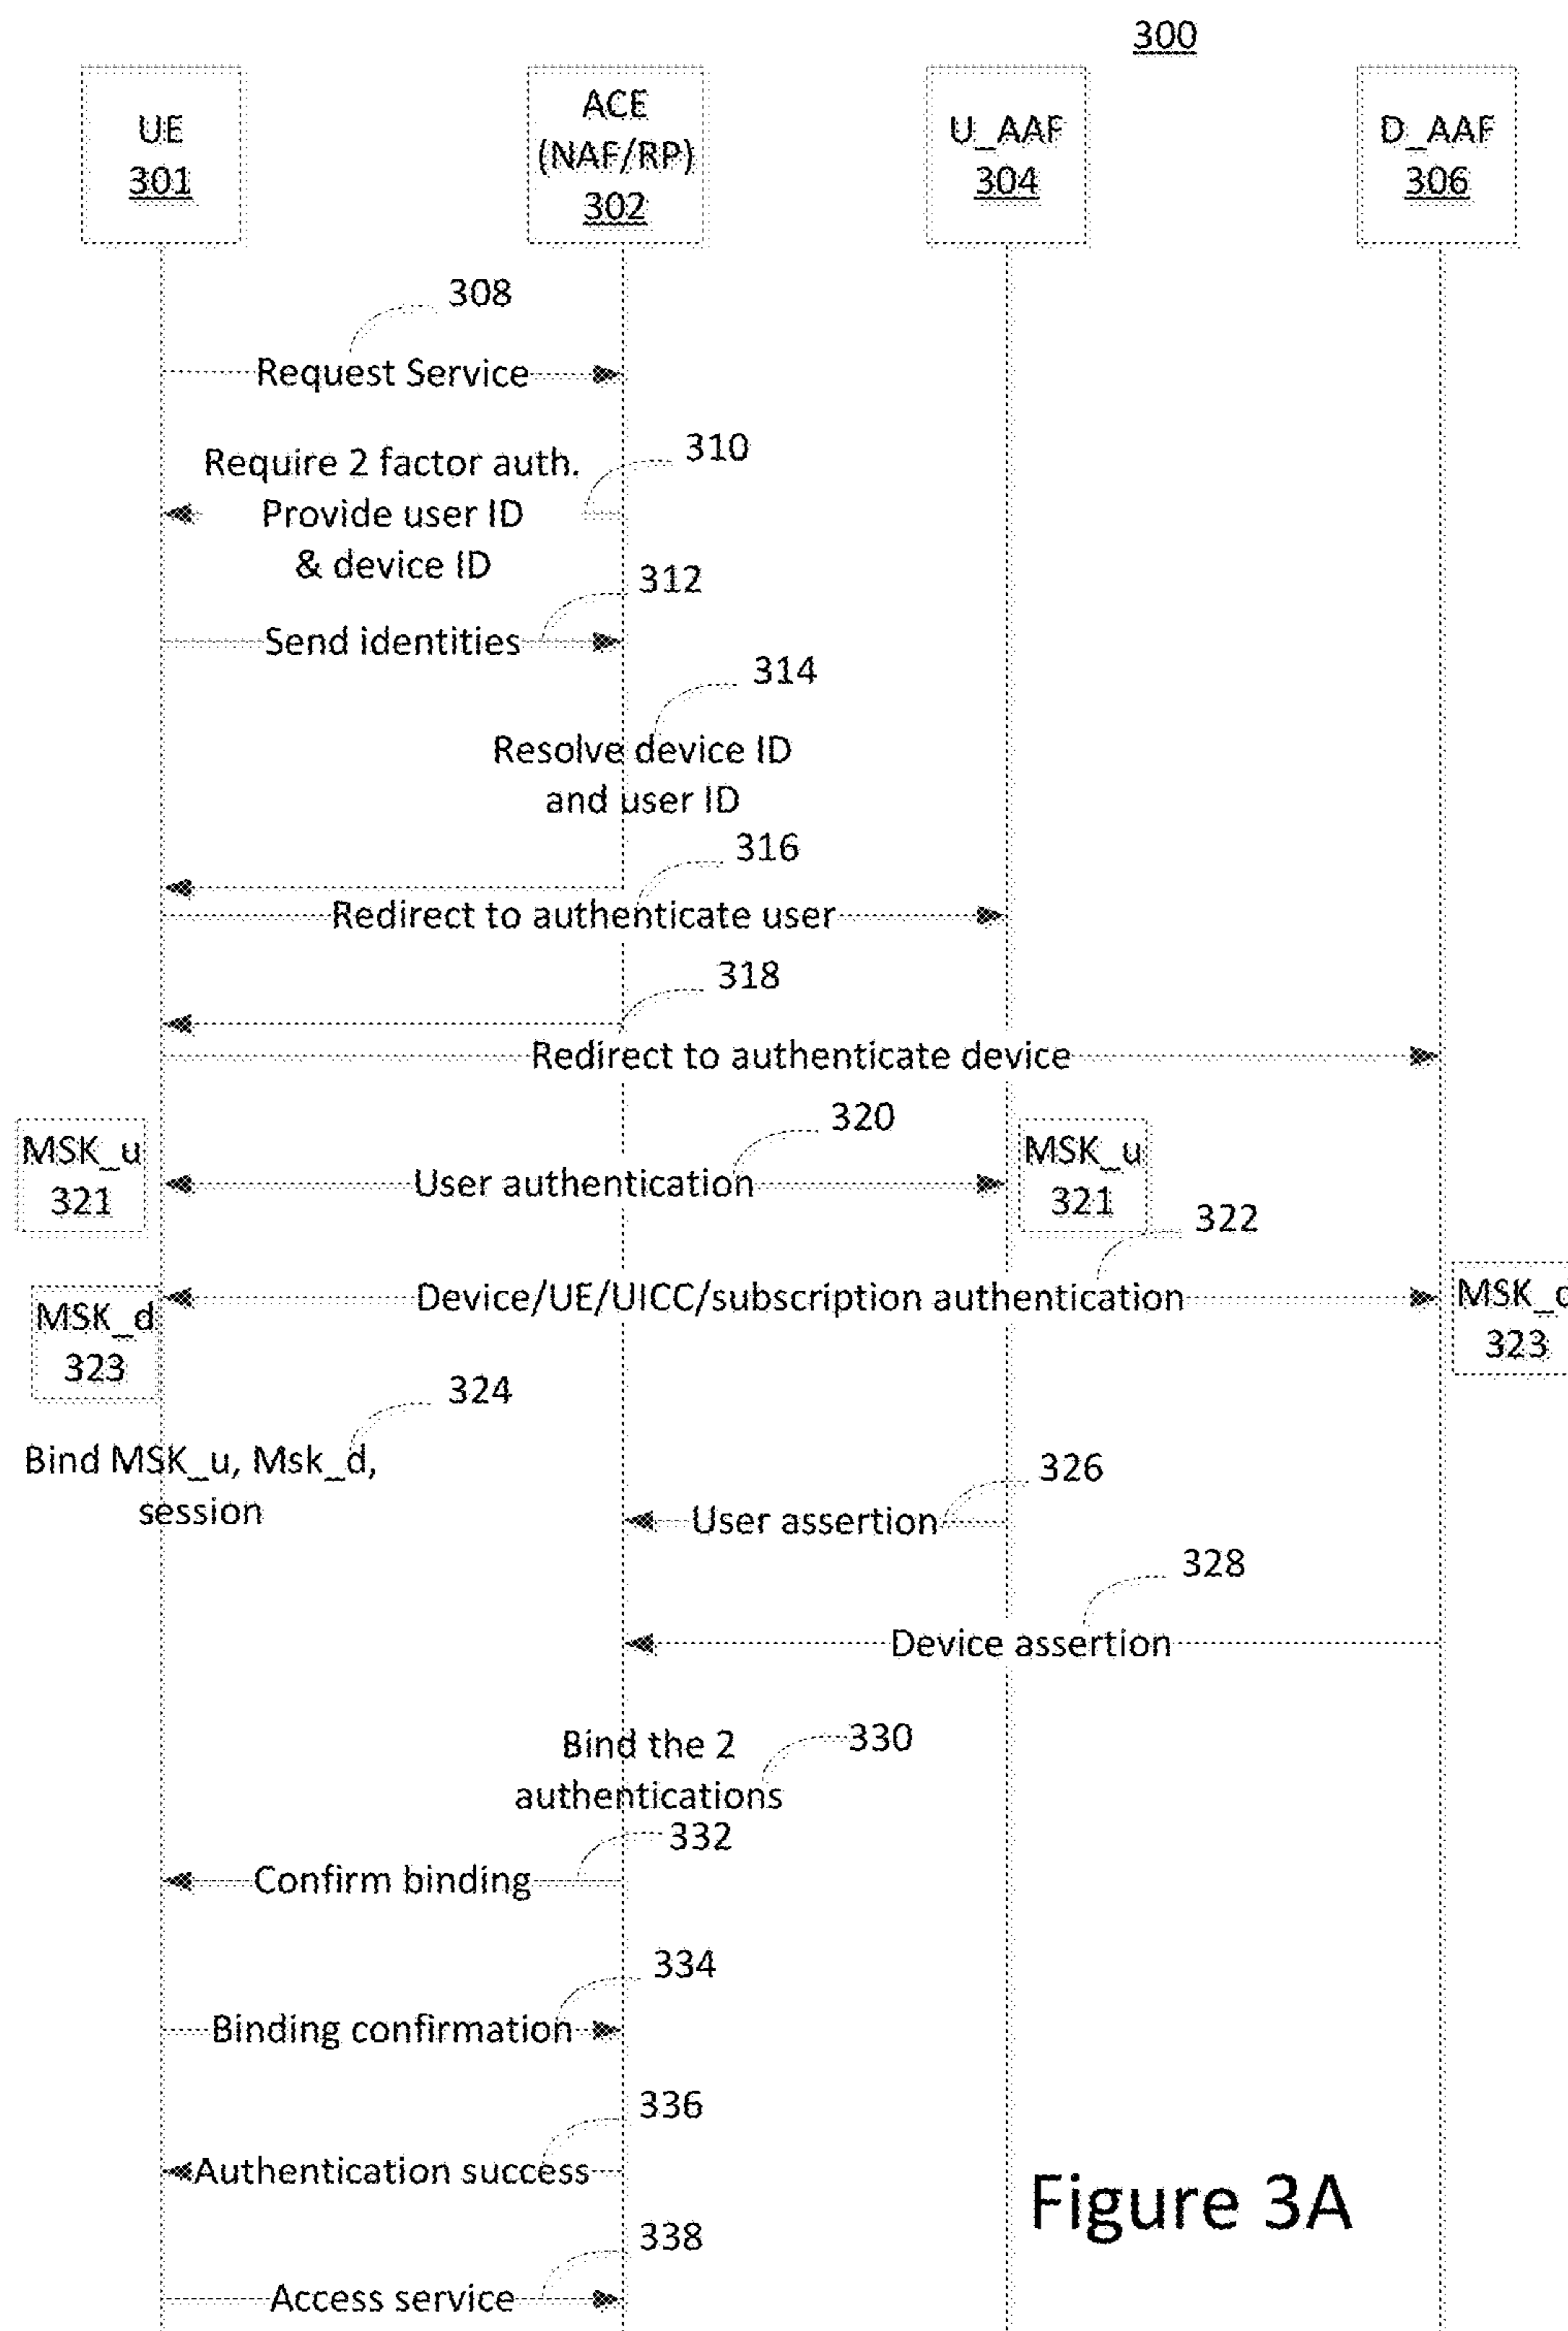 300
UE
301
ACE
(NAF/RP)
302
U_AAF
304
D_AAF
306
308
Request Service
310
Require 2 factor auth.
Provide user ID
& device ID
312
Send identities
314
Resolve device ID
and user ID
316
Redirect to authenticate user
318
Redirect to authenticate device
320
MSK_u
321
User authentication
MSK_u
321
322
Device/UE/UICC/subscription authentication
MSK_d
323
MSK_d
323
324
Bind MSK_u, Msk_d,
session
326
User assertion
328
Device assertion
330
Bind the 2
authentications
332
Confirm binding
334
Binding confirmation
336
Authentication success
338
Access service
Figure 3A